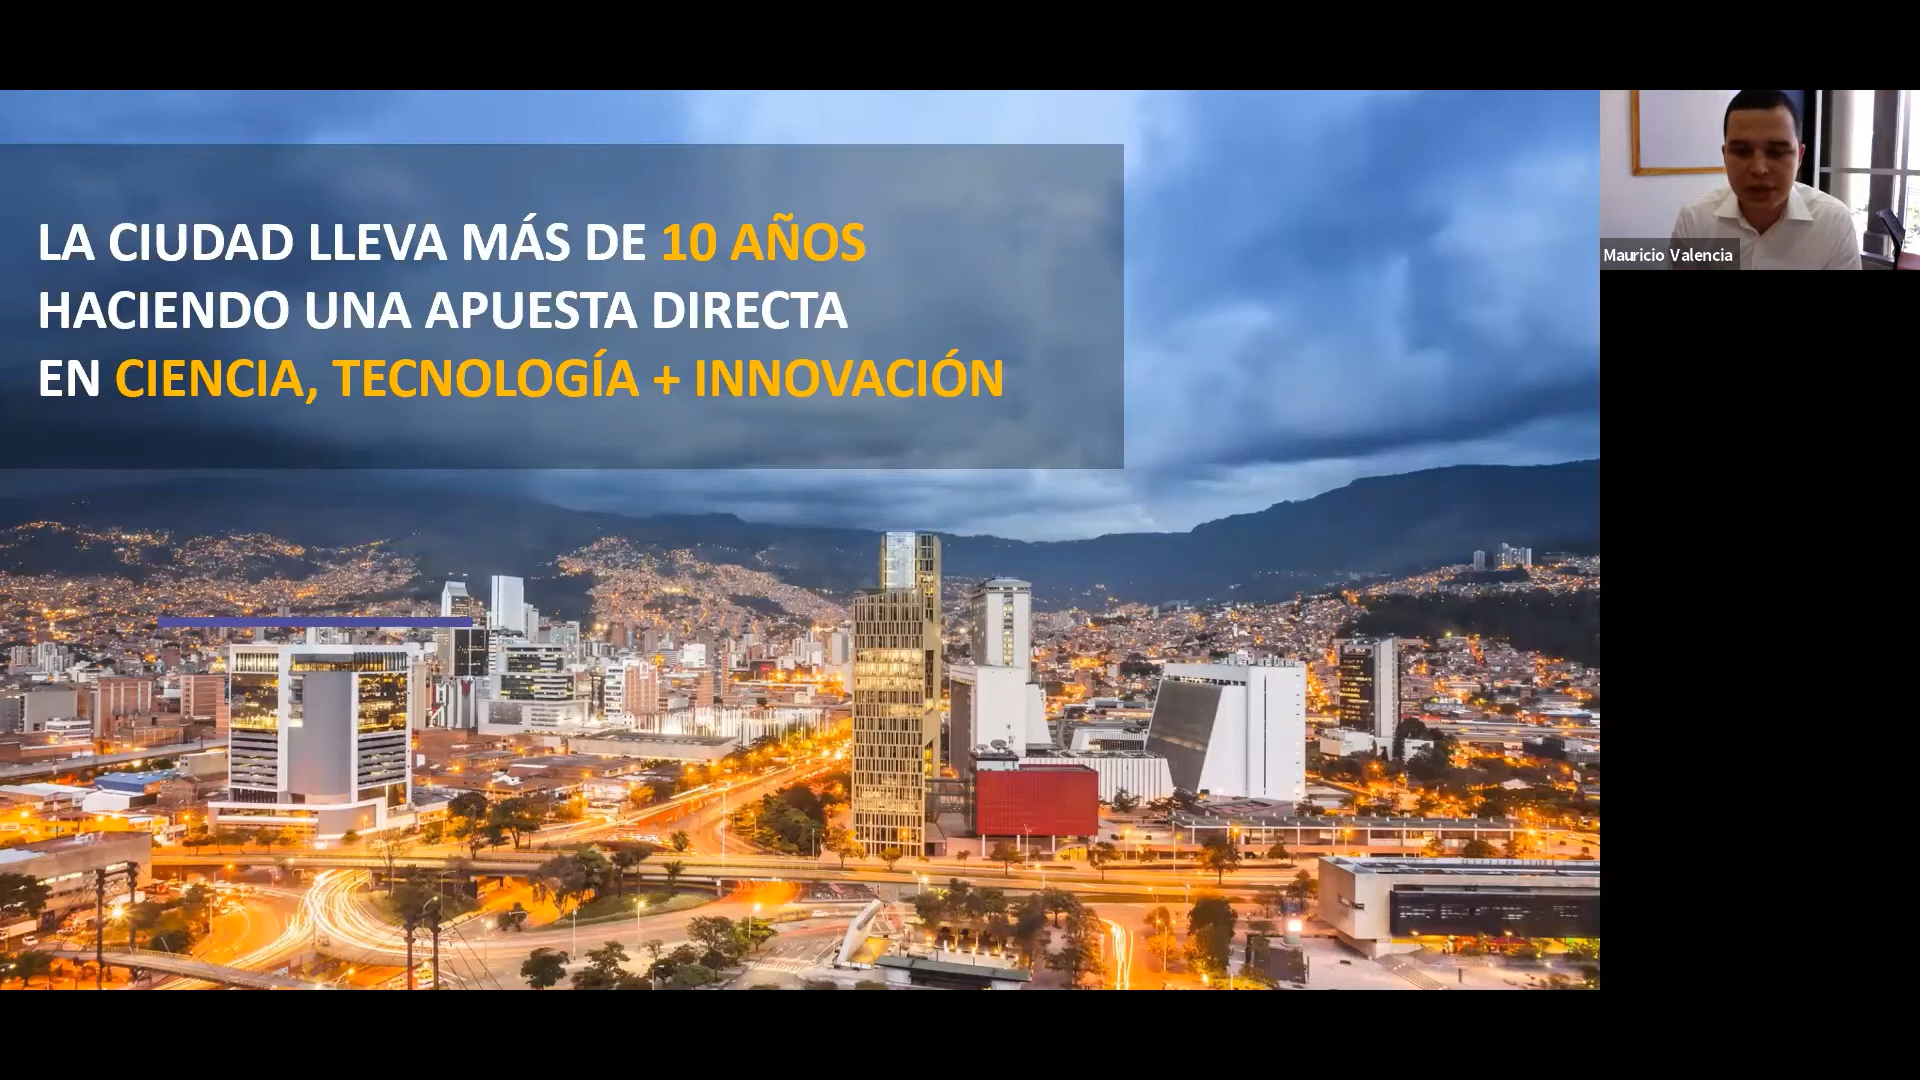 LA CIUDAD LLEVA MÁS DE 10 AÑOS
HACIENDO UNA APUESTA DIRECTA
EN CIENCIA, TECNOLOGÍA + INNOVACIÓN
Mauricio Valencia